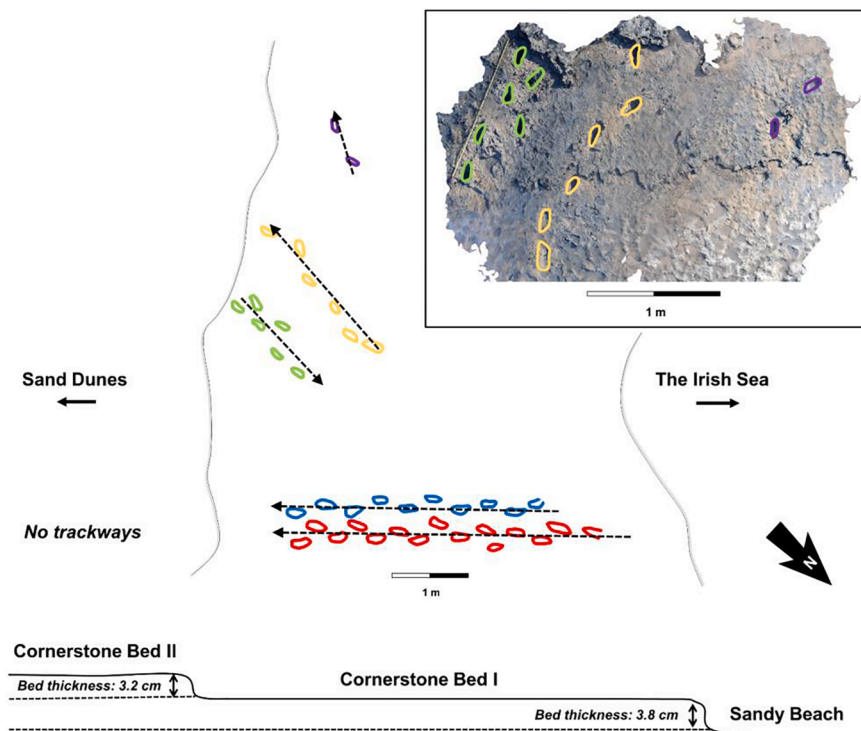 1 m
Sand Dunes
The Irish Sea
No trackways
N
1 m
Cornerstone Bed II
Bed thickness: 3.2 cm
Cornerstone Bed I
Bed thickness: 3.8 cm
Sandy Beach